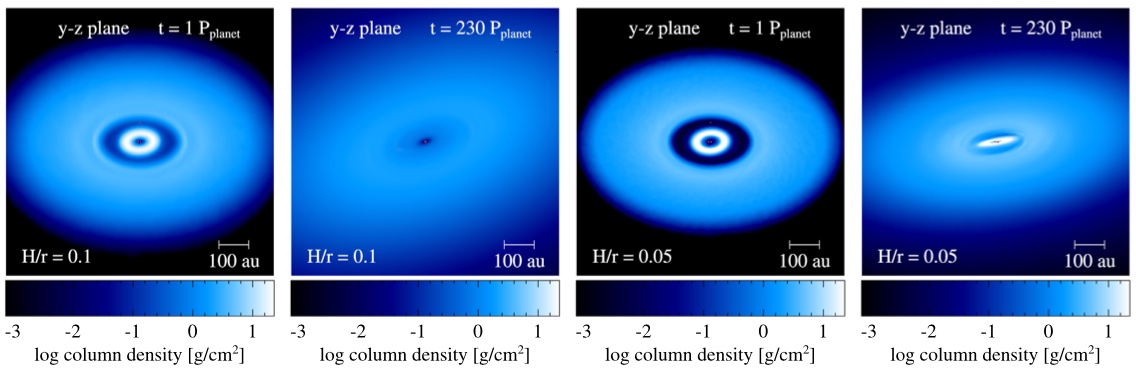 y-z plane t = 1 P_planet
H/r = 0.1
100 au
-3 -2 -1 0 1
log column density [g/cm²]
y-z plane t = 230 P_planet
H/r = 0.1
100 au
-3 -2 -1 0 1
log column density [g/cm²]
y-z plane t = 1 P_planet
H/r = 0.05
100 au
-3 -2 -1 0 1
log column density [g/cm²]
y-z plane t = 230 P_planet
H/r = 0.05
100 au
-3 -2 -1 0 1
log column density [g/cm²]